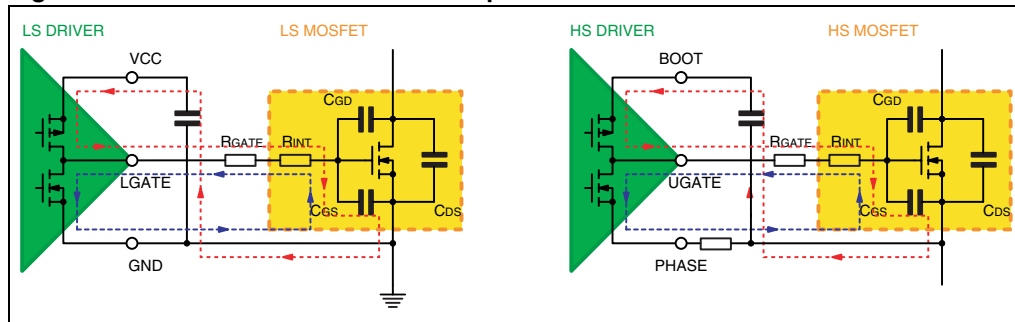 LS DRIVER
LS MOSFET
VCC
CGD
RGATE
RINT
LGATE
CGS
CDS
GND
HS DRIVER
HS MOSFET
BOOT
CGD
RGATE
RINT
UGATE
CGS
CDS
PHASE